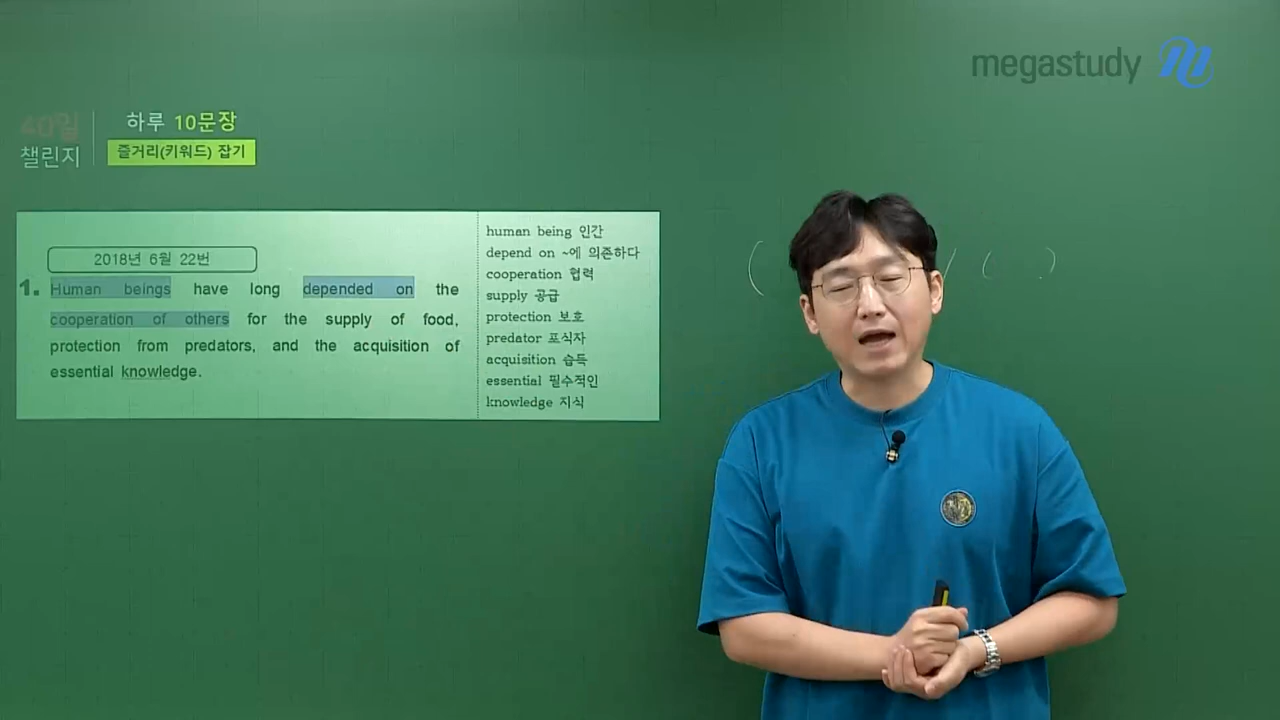 megastudy
40일
챌린지
하루 10문장
줄거리(키워드) 잡기
2018년 6월 22번
1. Human beings have long depended on the
cooperation of others for the supply of food,
protection from predators, and the acquisition of
essential knowledge.
human being 인간
depend on ~에 의존하다
cooperation 협력
supply 공급
protection 보호
predator 포식자
acquisition 습득
essential 필수적인
knowledge 지식